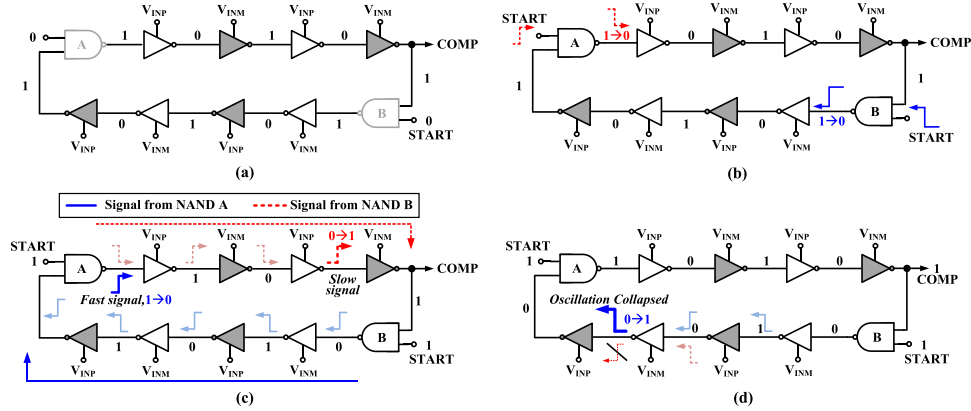 V_INP V_INM V_INP V_INM
0 A 1 0 1 0 COMP
1 1
0 1 0 1 B 0
START
V_INP V_INM V_INP V_INM
(a)
START V_INP V_INM V_INP V_INM
A 1→0 0 1 0 COMP
1 1
0 1 0 1→0 B
START
V_INP V_INM V_INP V_INM
(b)
Signal from NAND A Signal from NAND B
START V_INP V_INM V_INP 0→1 V_INM
1 A 1 0 COMP
Fast signal,1→0 Slow signal
1
1 0 1 0 B 1
START
V_INP V_INM V_INP V_INM
(c)
START V_INP V_INM V_INP V_INM
1 A 1 0 1 0 1
COMP
0 Oscillation Collapsed 1
0→1 0 1 0 B 1
START
V_INP V_INM V_INP V_INM
(d)